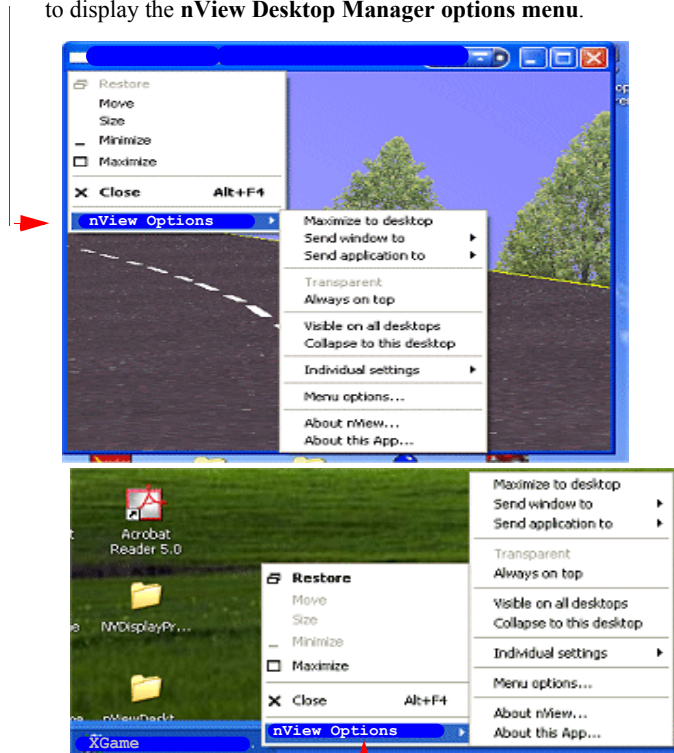 to display the nView Desktop Manager options menu.
Restore
Move
Size
Minimize
Maximize
Close Alt+F4
nView Options
Maximize to desktop
Send window to
Send application to
Transparent
Always on top
Visible on all desktops
Collapse to this desktop
Individual settings
Menu options...
About nView...
About this App...
Acrobat
Reader 5.0
NVDisplayPr...
Restore
Move
Size
Minimize
Maximize
Close Alt+F4
nView Options
Maximize to desktop
Send window to
Send application to
Transparent
Always on top
Visible on all desktops
Collapse to this desktop
Individual settings
Menu options...
About nView...
About this App...
XGame